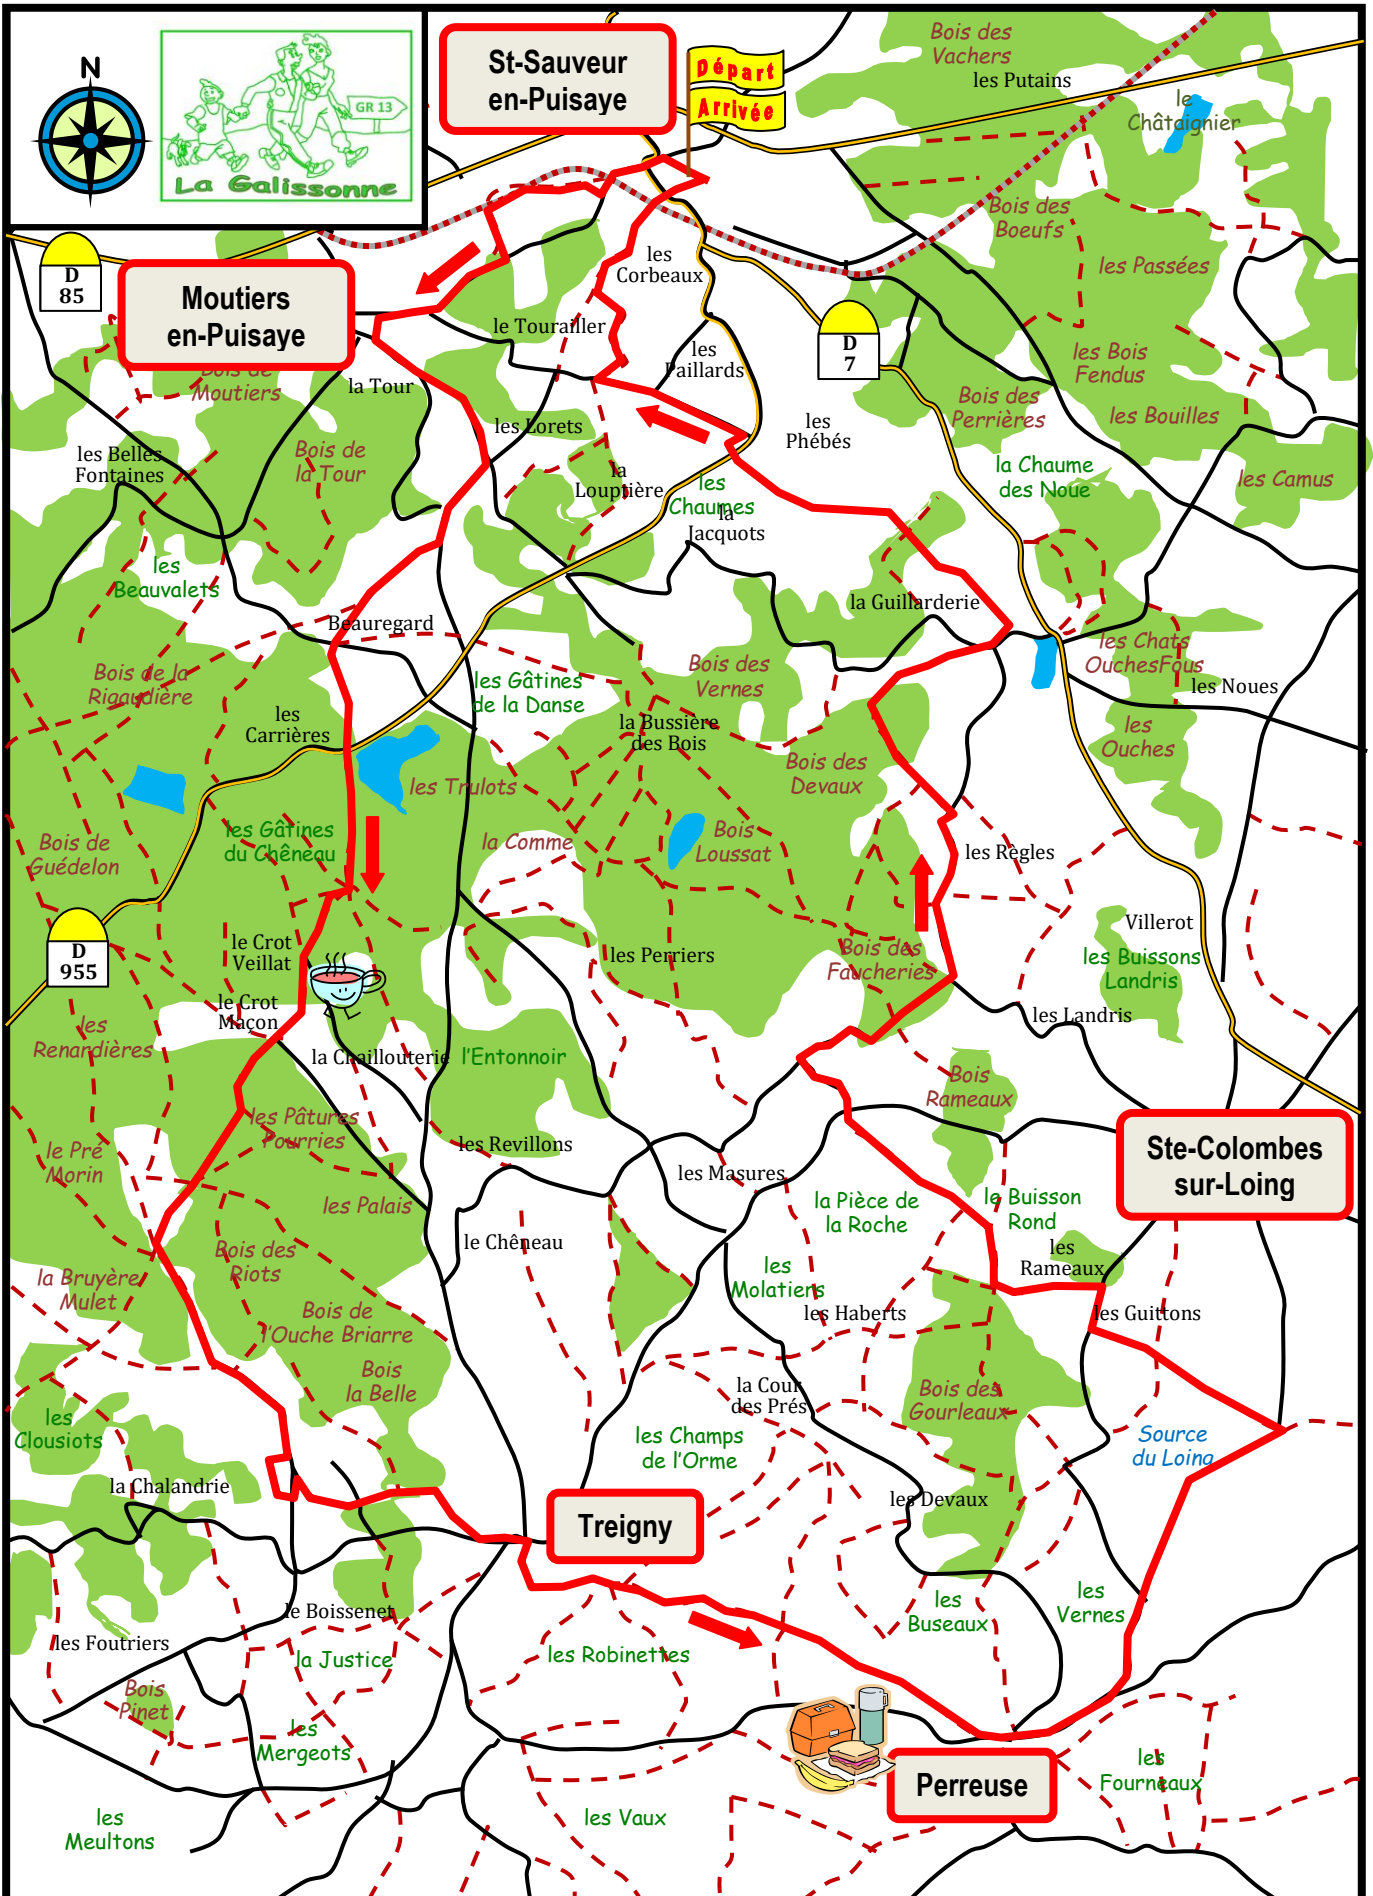 N
GR 13
La Galissonne
St-Sauveur
en-Puisaye
Départ
Arrivée
Bois des
Vachers
les Putains
le
Châtaignier
Bois des
Boeufs
les Passées
D
85
Moutiers
en-Puisaye
les
Corbeaux
le Tourailler
les
Paillards
D
7
les Bois
Fendus
Bois de
Moutiers
la Tour
Bois des
Perrières
les Bouilles
les Lorets
les
Phébés
les Belles
Fontaines
Bois de
la Tour
la
Louptière
les
Chaumes
la
Jacquots
la Chaume
des Noue
les Camus
les
Beauvalets
Beauregard
la Guillarderie
les Chats
OuchesFous
les Noues
Bois de la
Rigaudière
les Gâtines
de la Danse
Bois des
Vernes
les
Carrières
la Bussière
des Bois
les
Ouches
Bois des
Devaux
les Trulots
Bois de
Guédelon
les Gâtines
du Chêneau
la Comme
Bois
Loussat
les Règles
D
955
le Crot
Veillat
les Perriers
Bois des
Faucheries
Villerot
les Buissons
Landris
le Crot
Maçon
les
Renardières
la Chaillouterie
l'Entonnoir
les Landris
Bois
Rameaux
les Pâtures
Pourries
les Revillons
le Pré
Morin
les Masures
Ste-Colombes
sur-Loing
les Palais
la Pièce de
la Roche
le Buisson
Rond
le Chêneau
les
Rameaux
Bois des
Riots
la Bruyère
Mulet
les
Molatiers
les Haberts
les Guittons
Bois de
l'Ouche Briarre
Bois
la Belle
la Cour
des Prés
Bois des
Gourleaux
les
Clousiots
les Champs
de l'Orme
Source
du Loing
la Chalandrie
les Devaux
Treigny
le Boissenet
les
Buseaux
les
Vernes
les Foutriers
la Justice
les Robinettes
Bois
Pinet
les
Mergeots
Perreuse
les
Fourneaux
les
Meultons
les Vaux